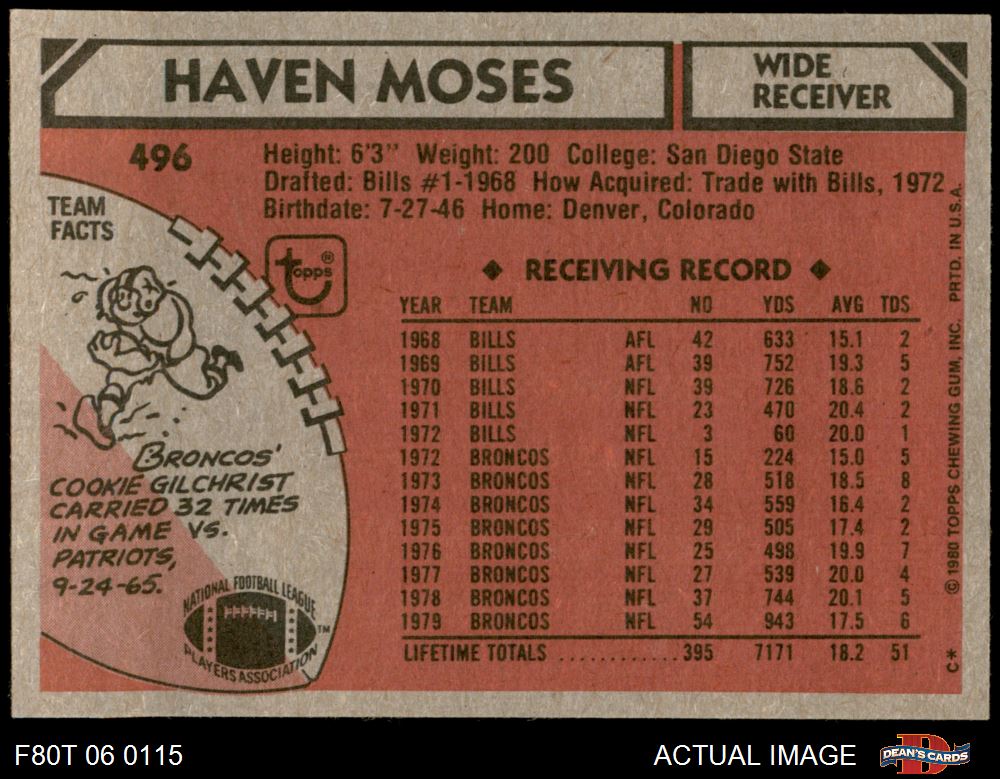 HAVEN MOSES
WIDE
RECEIVER
496
Height: 6'3" Weight: 200 College: San Diego State
Drafted: Bills #1-1968 How Acquired: Trade with Bills, 1972
Birthdate: 7-27-46 Home: Denver, Colorado
TEAM
FACTS
topps ®
BRONCOS'
COOKIE GILCHRIST
CARRIED 32 TIMES
IN GAME VS.
PATRIOTS,
9-24-65.
NATIONAL FOOTBALL LEAGUE
PLAYERS ASSOCIATION
TM
◆ RECEIVING RECORD ◆
YEAR TEAM NO YDS AVG TDS
1968 BILLS AFL 42 633 15.1 2
1969 BILLS AFL 39 752 19.3 5
1970 BILLS NFL 39 726 18.6 2
1971 BILLS NFL 23 470 20.4 2
1972 BILLS NFL 3 60 20.0 1
1972 BRONCOS NFL 15 224 15.0 5
1973 BRONCOS NFL 28 518 18.5 8
1974 BRONCOS NFL 34 559 16.4 2
1975 BRONCOS NFL 29 505 17.4 2
1976 BRONCOS NFL 25 498 19.9 7
1977 BRONCOS NFL 27 539 20.0 4
1978 BRONCOS NFL 37 744 20.1 5
1979 BRONCOS NFL 54 943 17.5 6
LIFETIME TOTALS ............ 395 7171 18.2 51
C* © 1980 TOPPS CHEWING GUM, INC. PRTD. IN U.S.A.
F80T 06 0115
ACTUAL IMAGE
D
DEAN'S CARDS